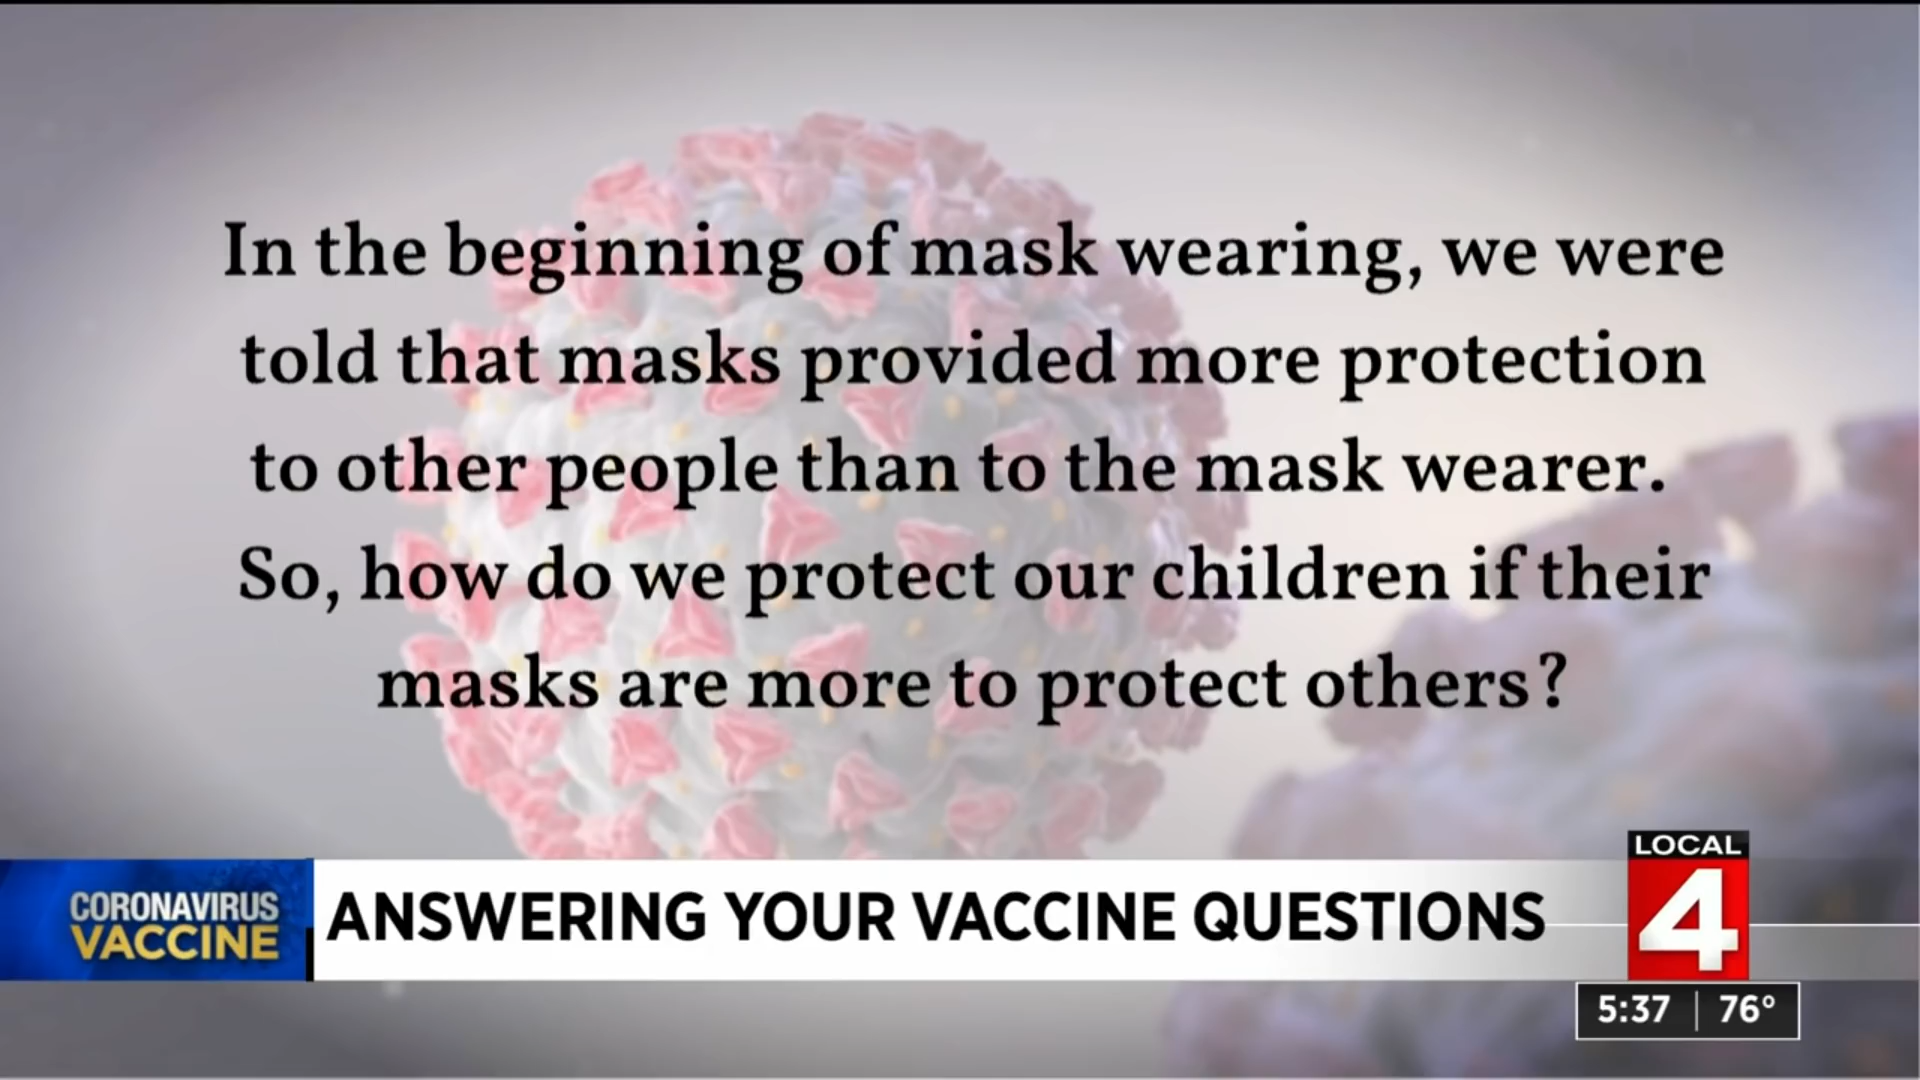 In the beginning of mask wearing, we were
told that masks provided more protection
to other people than to the mask wearer.
So, how do we protect our children if their
masks are more to protect others?
LOCAL
4
CORONAVIRUS
VACCINE
ANSWERING YOUR VACCINE QUESTIONS
5:37 | 76°